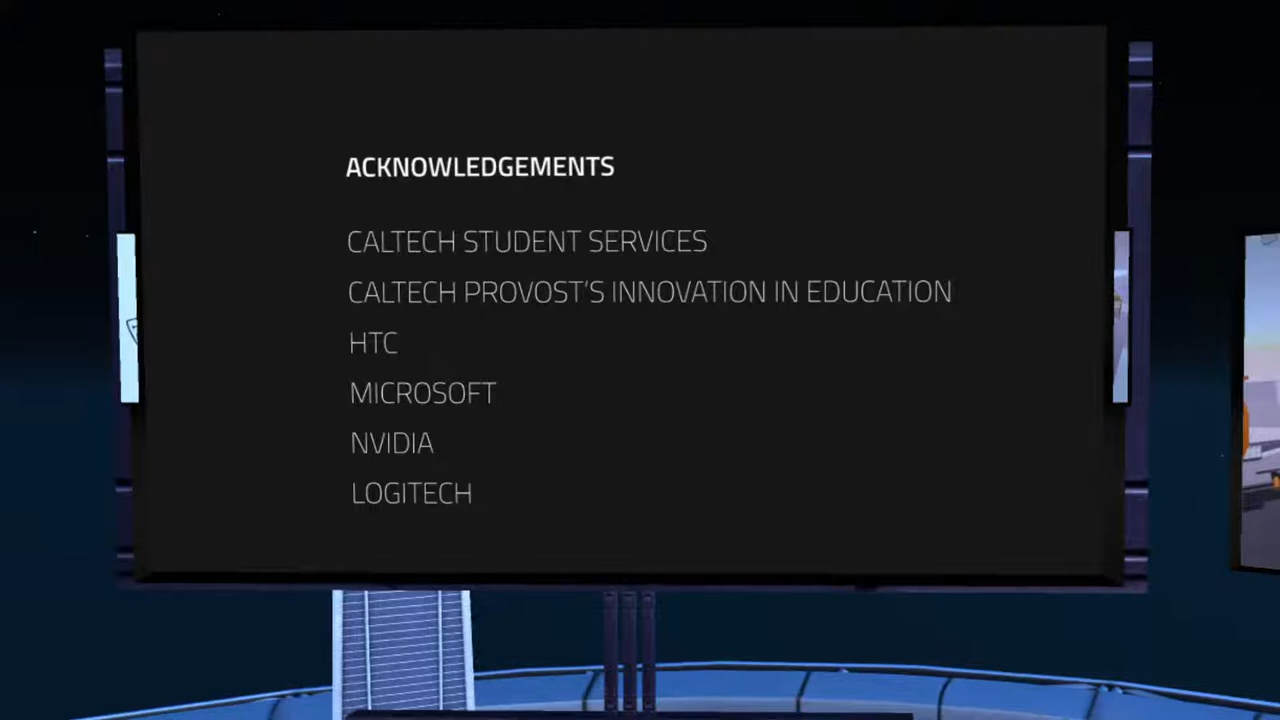 ACKNOWLEDGEMENTS
CALTECH STUDENT SERVICES
CALTECH PROVOST'S INNOVATION IN EDUCATION
HTC
MICROSOFT
NVIDIA
LOGITECH